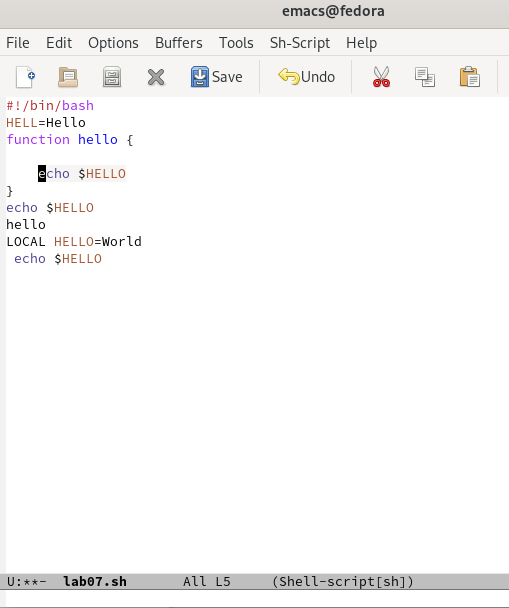 emacs@fedora
File Edit Options Buffers Tools Sh-Script Help
Save Undo
#!/bin/bash
HELL=Hello
function hello {
echo $HELLO
}
echo $HELLO
hello
LOCAL HELLO=World
echo $HELLO
U:**- lab07.sh All L5 (Shell-script[sh])